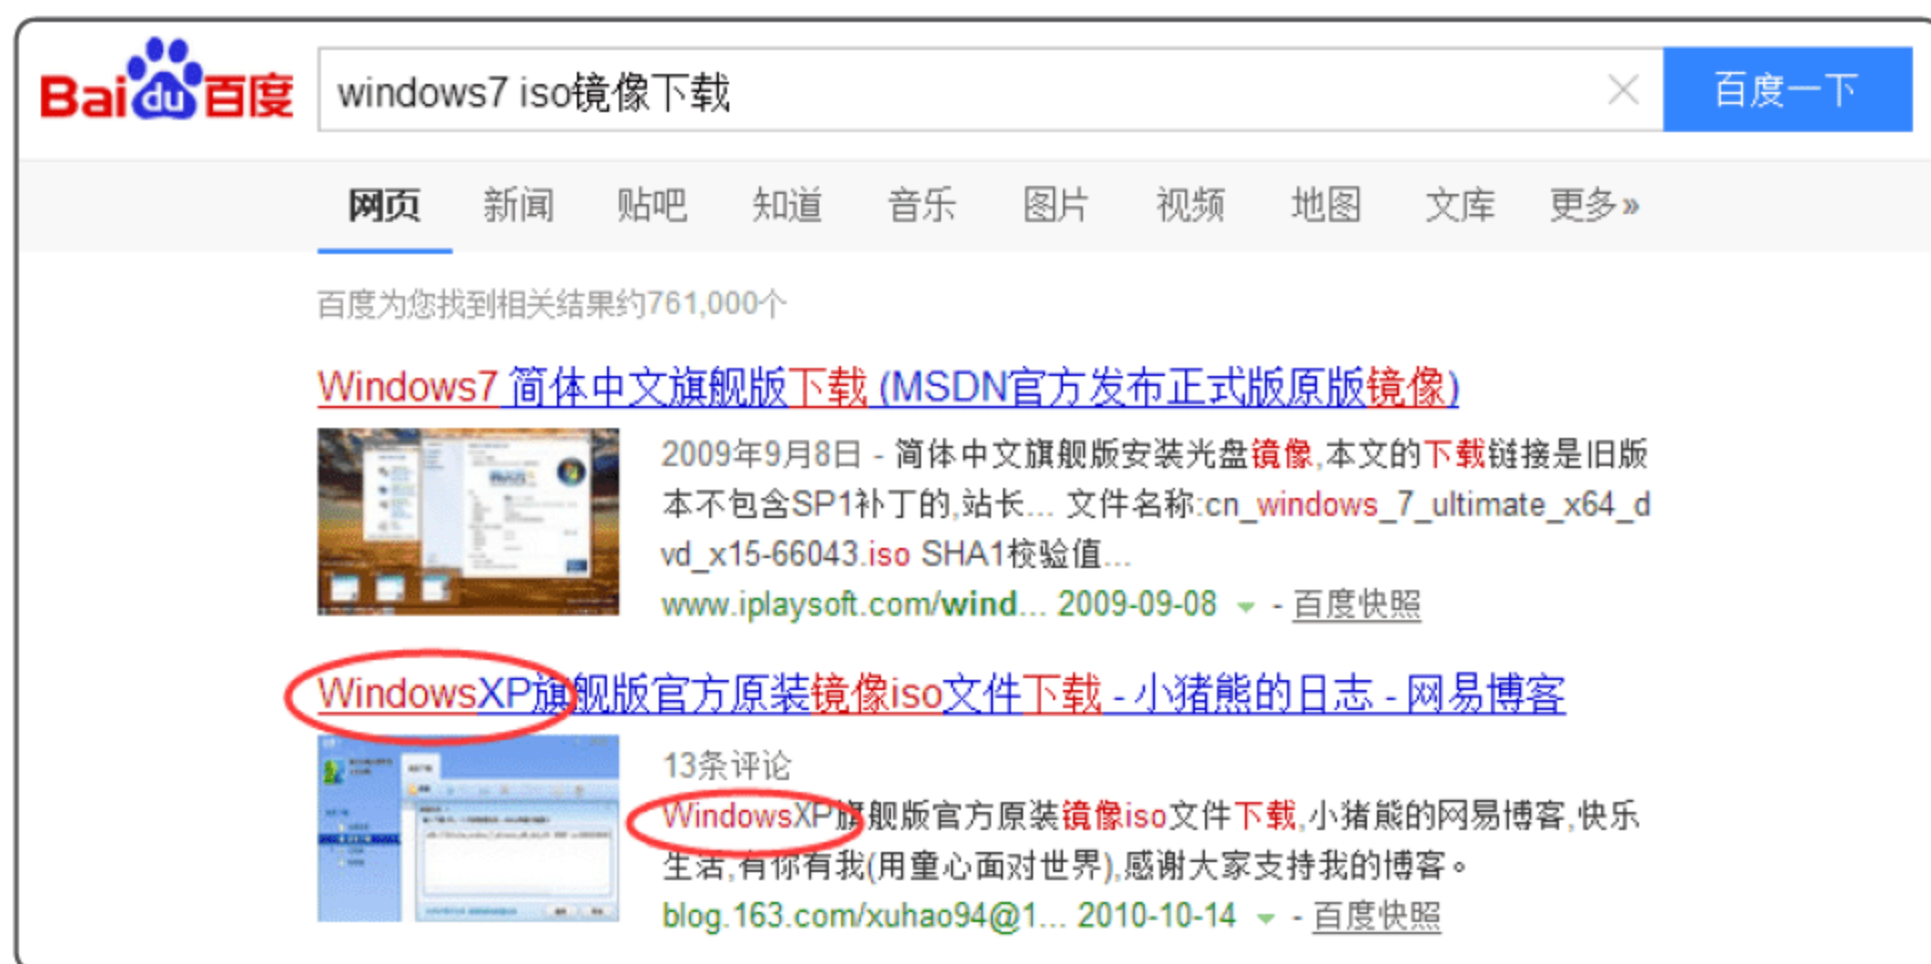 Bai du 百度
windows7 iso镜像下载
百度一下
网页 新闻 贴吧 知道 音乐 图片 视频 地图 文库 更多»
百度为您找到相关结果约761,000个
Windows7 简体中文旗舰版下载 (MSDN官方发布正式版原版镜像)
2009年9月8日 - 简体中文旗舰版安装光盘镜像,本文的下载链接是旧版
本不包含SP1补丁的,站长... 文件名称:cn_windows_7_ultimate_x64_d
vd_x15-66043.iso SHA1校验值...
www.iplaysoft.com/wind... 2009-09-08 - 百度快照
WindowsXP旗舰版官方原装镜像iso文件下载 - 小猪熊的日志 - 网易博客
13条评论
WindowsXP旗舰版官方原装镜像iso文件下载,小猪熊的网易博客,快乐
生活,有你有我(用童心面对世界),感谢大家支持我的博客。
blog.163.com/xuhao94@1... 2010-10-14 - 百度快照